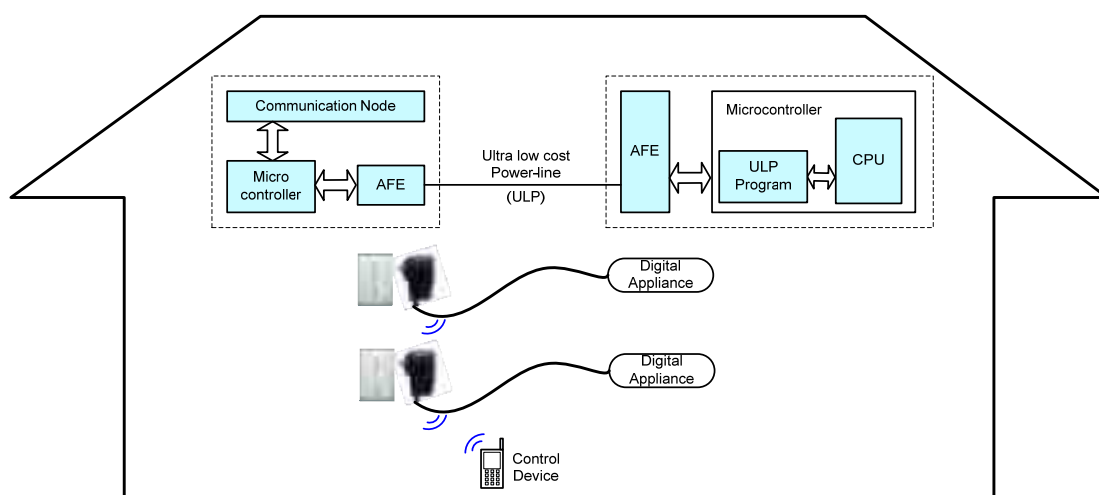 Communication Node
Micro
controller
AFE
Ultra low cost
Power-line
(ULP)
AFE
Microcontroller
ULP
Program
CPU
Digital
Appliance
Digital
Appliance
Control
Device